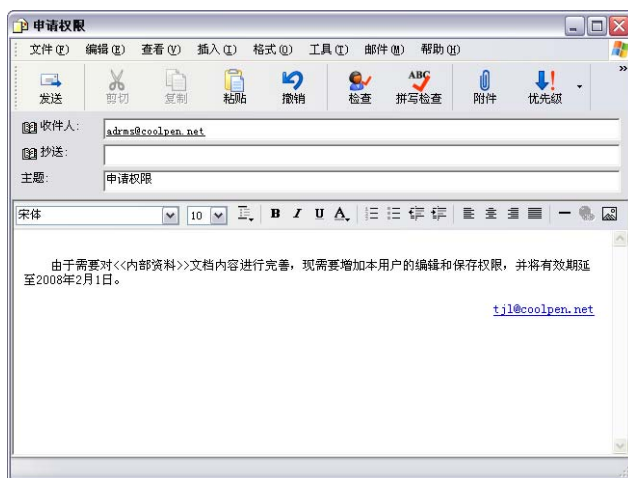 申请权限
文件(F) 编辑(E) 查看(V) 插入(I) 格式(O) 工具(T) 邮件(M) 帮助(H)
发送 剪切 复制 粘贴 撤销 检查 拼写检查 附件 优先级
收件人: adrms@coolpen.net
抄送:
主题: 申请权限
宋体 10 B I U A
由于需要对<<内部资料>>文档内容进行完善，现需要增加本用户的编辑和保存权限，并将有效期延
至2008年2月1日。
tjl@coolpen.net